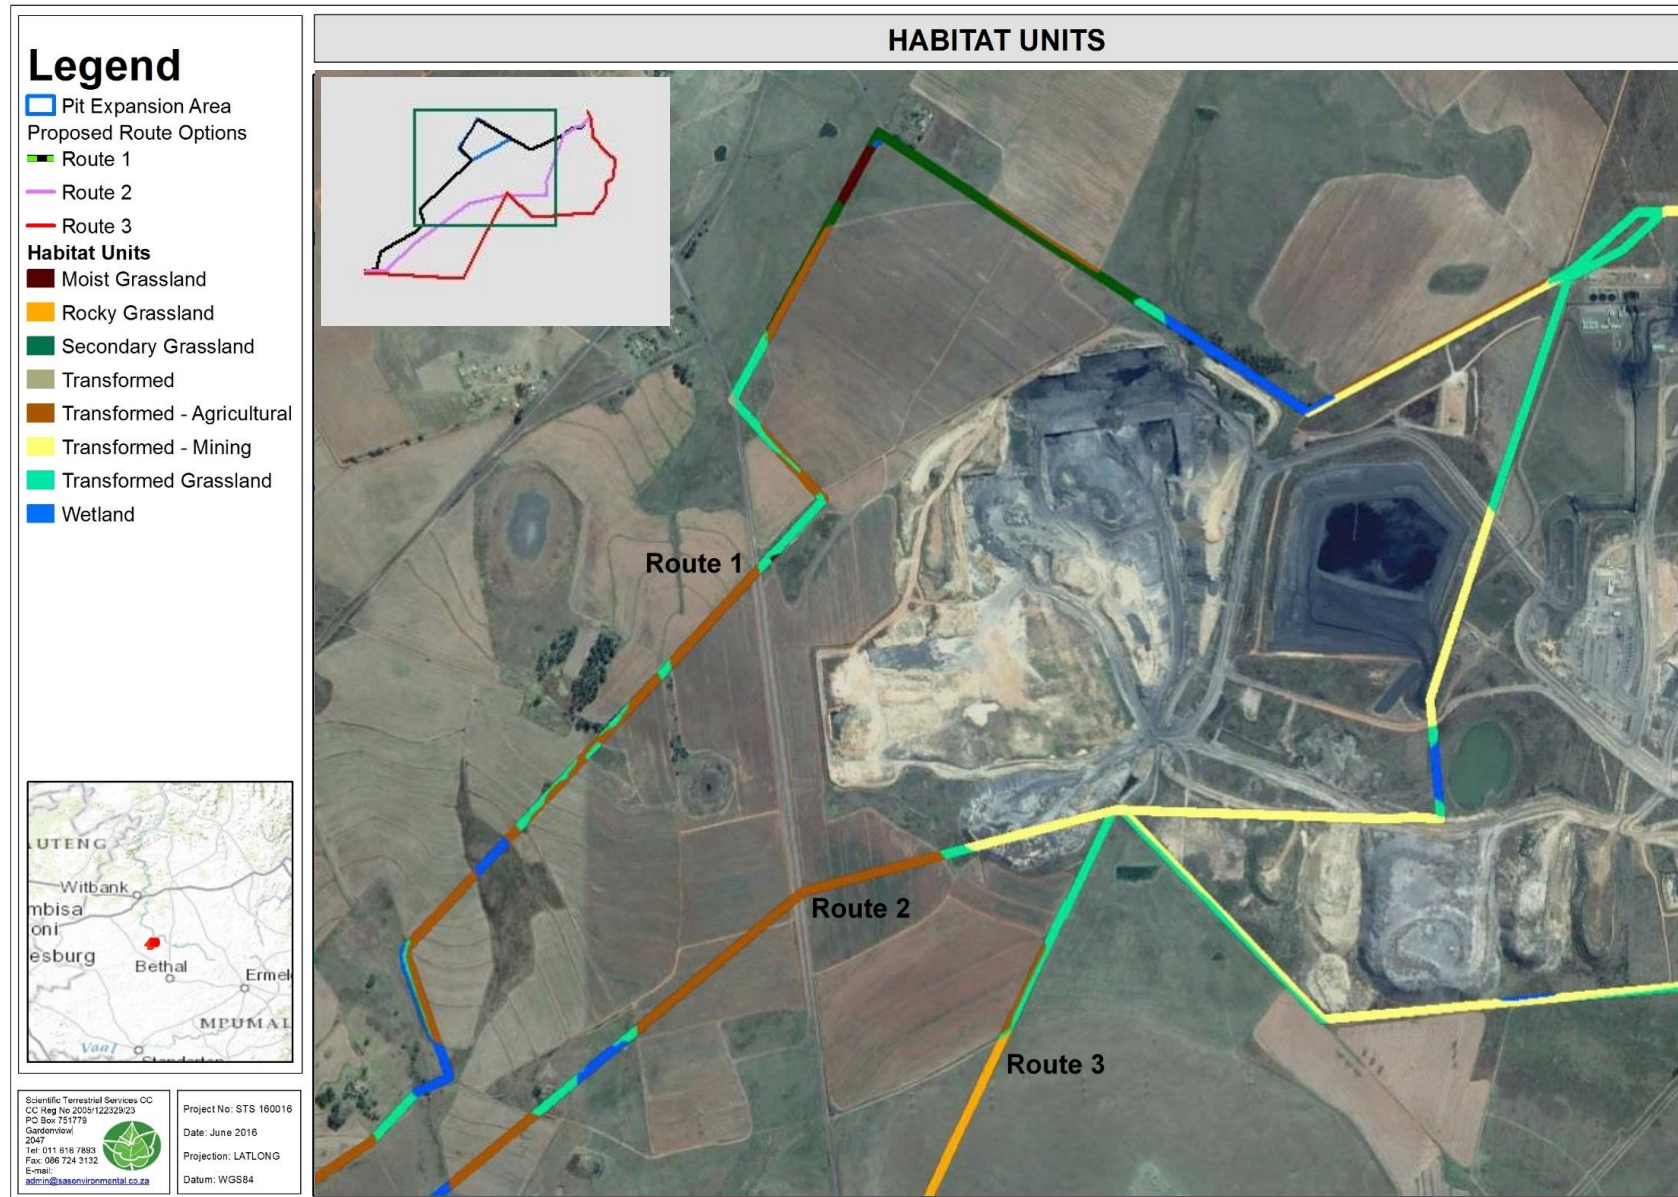 HABITAT UNITS
Legend
Pit Expansion Area
Proposed Route Options
Route 1
Route 2
Route 3
Habitat Units
Moist Grassland
Rocky Grassland
Secondary Grassland
Transformed
Transformed - Agricultural
Transformed - Mining
Transformed Grassland
Wetland
Route 1
Route 2
Route 3
AUTENG
Witbank
mbisa
oni
esburg
Bethal
Ermel
MPUMAL
Vaal
Standerton
Scientific Terrestrial Services CC
CC Reg No 2005/122329/23
PO Box 751779
Gardenview
2047
Tel: 011 616 7893
Fax: 086 724 3132
E-mail:
admin@sasenvironmental.co.za
Project No: STS 160016
Date: June 2016
Projection: LATLONG
Datum: WGS84